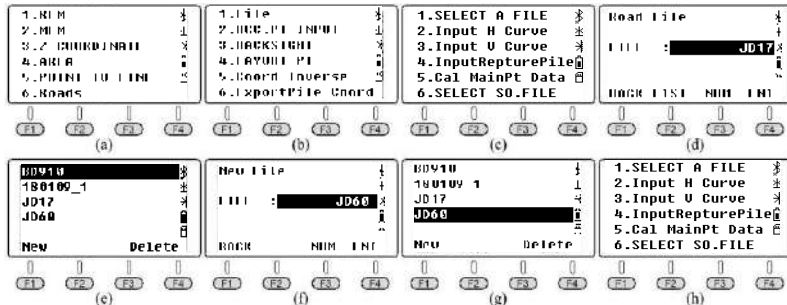 1.REM
2.MLM
3.Z COORDINATE
4.AREA
5.POINT TO LINE
6.Roads
F1 F2 F3 F4
(a)
1.File
2.OCC.PT INPUT
3.BACKSIGHT
4.LAYOUT PT
5.Coord Inverse
6.ExportPile Coord
F1 F2 F3 F4
(b)
1.SELECT A FILE
2.Input H Curve
3.Input V Curve
4.InputRepturePile
5.Cal MainPt Data
6.SELECT SO.FILE
F1 F2 F3 F4
(c)
Road File
FILE : JD17
BACK LIST NUM ENT
F1 F2 F3 F4
(d)
BD910
180109_1
JD17
JD60
New Delete
F1 F2 F3 F4
(e)
New File
FILE : JD60
BACK NUM ENT
F1 F2 F3 F4
(f)
BD910
180109_1
JD17
JD60
New Delete
F1 F2 F3 F4
(g)
1.SELECT A FILE
2.Input H Curve
3.Input V Curve
4.InputRepturePile
5.Cal MainPt Data
6.SELECT SO.FILE
F1 F2 F3 F4
(h)